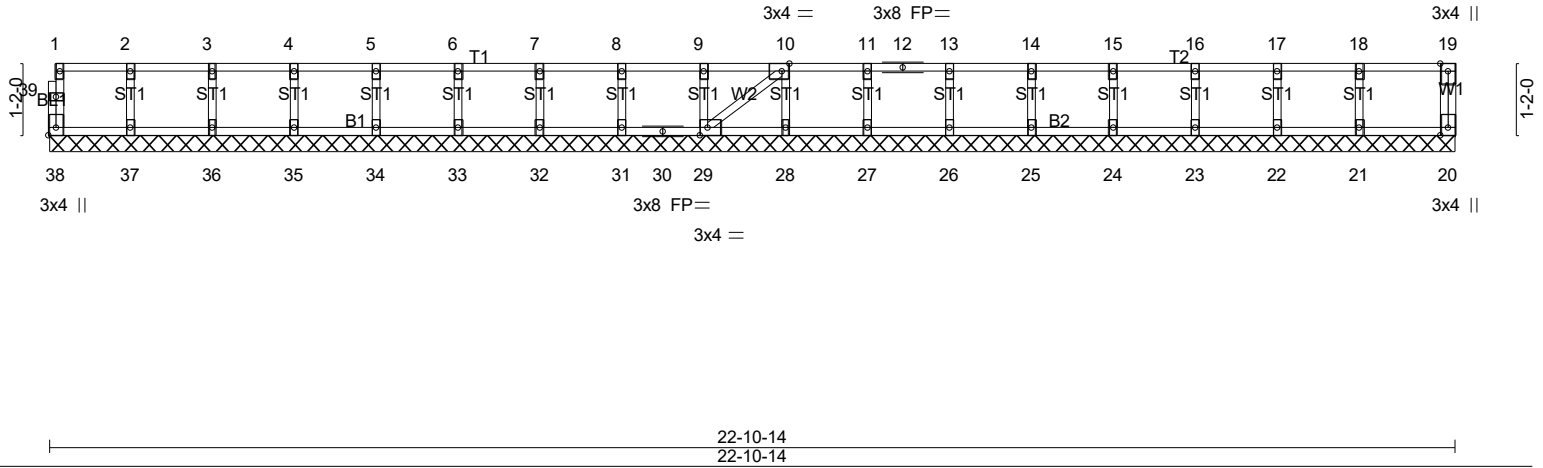 3x4 = 3x8 FP= 3x4 ||
1 2 3 4 5 6 7 8 9 10 11 12 13 14 15 16 17 18 19
T1 T2
1-2-0 39 BL1 ST1 ST1 ST1 ST1 ST1 ST1 ST1 ST1 W2 ST1 ST1 ST1 ST1 ST1 ST1 ST1 ST1 W1 1-2-0
B1 B2
38 37 36 35 34 33 32 31 30 29 28 27 26 25 24 23 22 21 20
3x4 || 3x8 FP= 3x4 ||
3x4 =
22-10-14
22-10-14